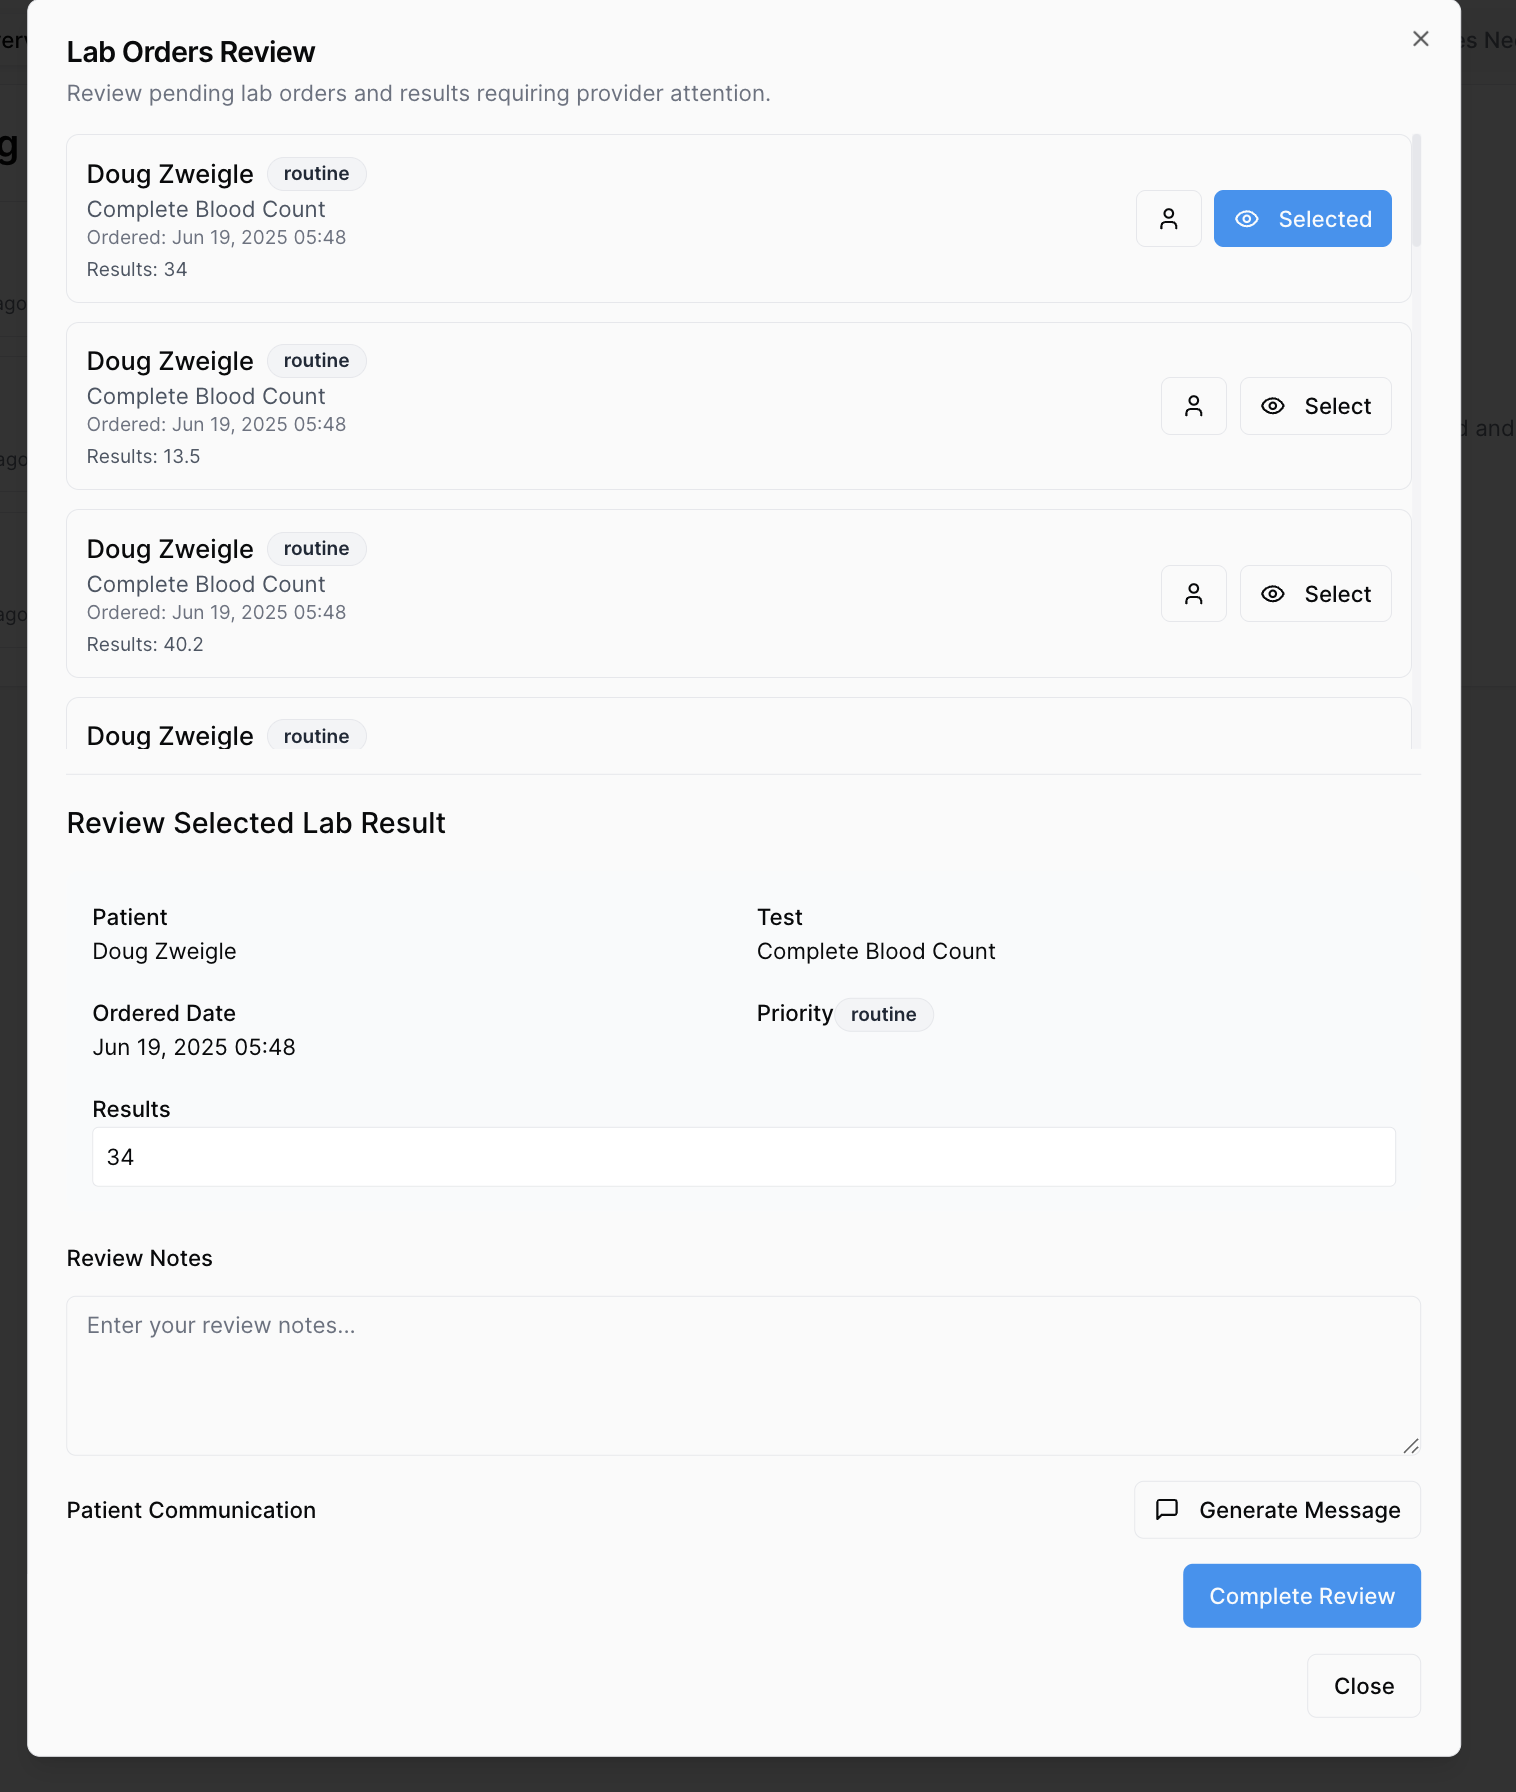 Lab Orders Review
Review pending lab orders and results requiring provider attention.
Doug Zweigle routine
Complete Blood Count
Ordered: Jun 19, 2025 05:48
Results: 34
Selected
Doug Zweigle routine
Complete Blood Count
Ordered: Jun 19, 2025 05:48
Results: 13.5
Select
Doug Zweigle routine
Complete Blood Count
Ordered: Jun 19, 2025 05:48
Results: 40.2
Select
Doug Zweigle routine
Review Selected Lab Result
Patient
Doug Zweigle
Test
Complete Blood Count
Ordered Date
Jun 19, 2025 05:48
Priority routine
Results
34
Review Notes
Enter your review notes...
Patient Communication
Generate Message
Complete Review
Close
ago
ago
ago
and